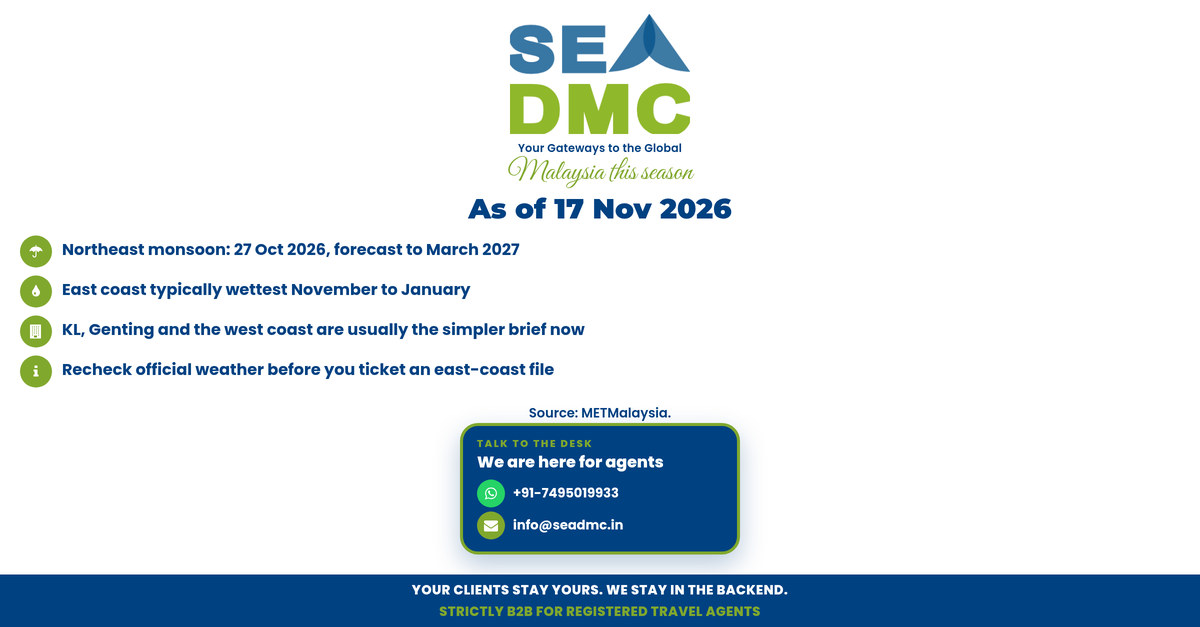 SEA
DMC
Your Gateways to the Global
Malaysia this season
As of 17 Nov 2026
Northeast monsoon: 27 Oct 2026, forecast to March 2027
East coast typically wettest November to January
KL, Genting and the west coast are usually the simpler brief now
Recheck official weather before you ticket an east-coast file
Source: METMalaysia.
TALK TO THE DESK
We are here for agents
+91-7495019933
info@seadmc.in
YOUR CLIENTS STAY YOURS. WE STAY IN THE BACKEND.
STRICTLY B2B FOR REGISTERED TRAVEL AGENTS